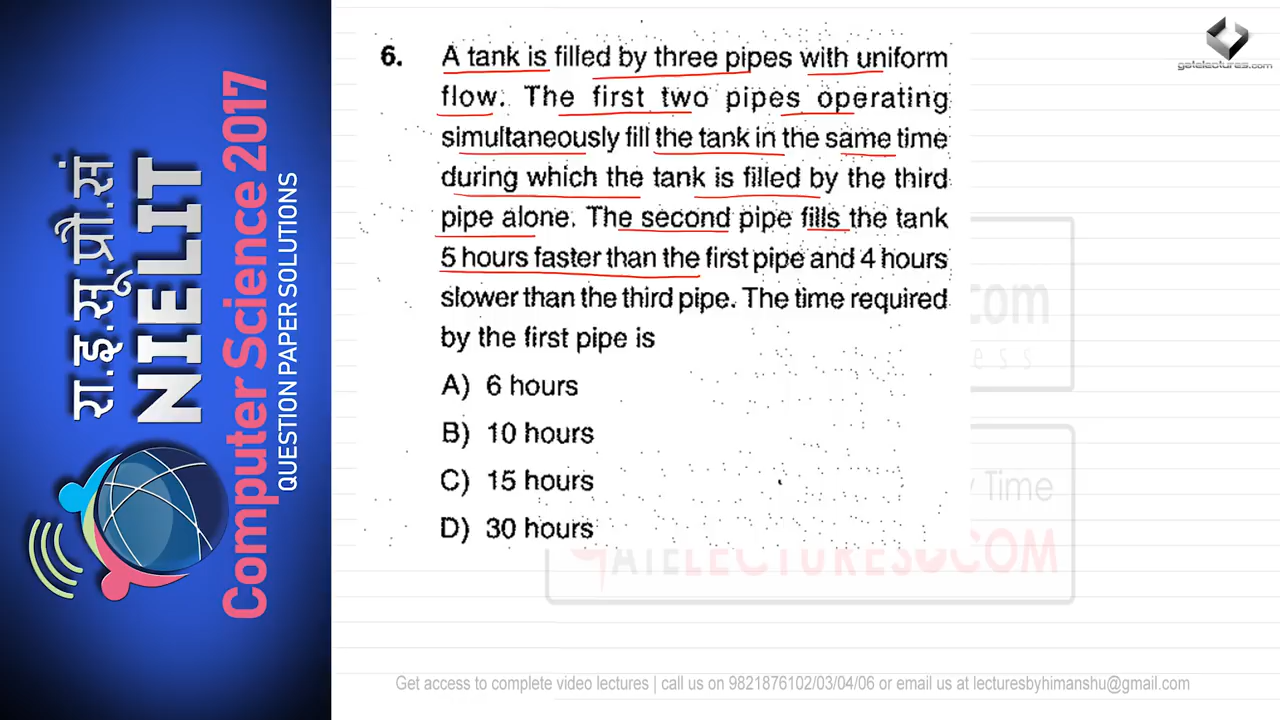 रा.इ.सू.प्रौ.सं
NIELIT
Computer Science 2017
QUESTION PAPER SOLUTIONS
gatelectures.com
6. A tank is filled by three pipes with uniform
flow. The first two pipes operating
simultaneously fill the tank in the same time
during which the tank is filled by the third
pipe alone. The second pipe fills the tank
5 hours faster than the first pipe and 4 hours
slower than the third pipe. The time required
by the first pipe is
A) 6 hours
B) 10 hours
C) 15 hours
D) 30 hours
com
ess
Time
GATELECTURES.COM
Get access to complete video lectures | call us on 9821876102/03/04/06 or email us at lecturesbyhimanshu@gmail.com